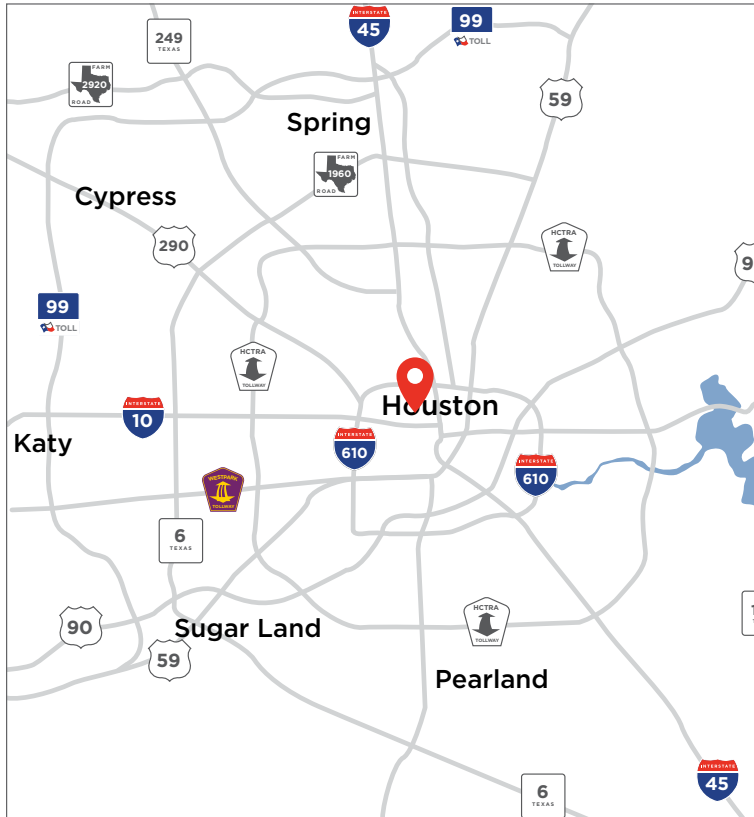 INTERSTATE
45
99
TOLL
249
TEXAS
FARM
2920
ROAD
59
Spring
FARM
1960
ROAD
Cypress
290
HCTRA
TOLLWAY
9
99
TOLL
HCTRA
TOLLWAY
Houston
INTERSTATE
10
Katy
INTERSTATE
610
INTERSTATE
610
WESTPARK
TOLLWAY
6
TEXAS
90
Sugar Land
HCTRA
TOLLWAY
59
Pearland
INTERSTATE
45
6
TEXAS